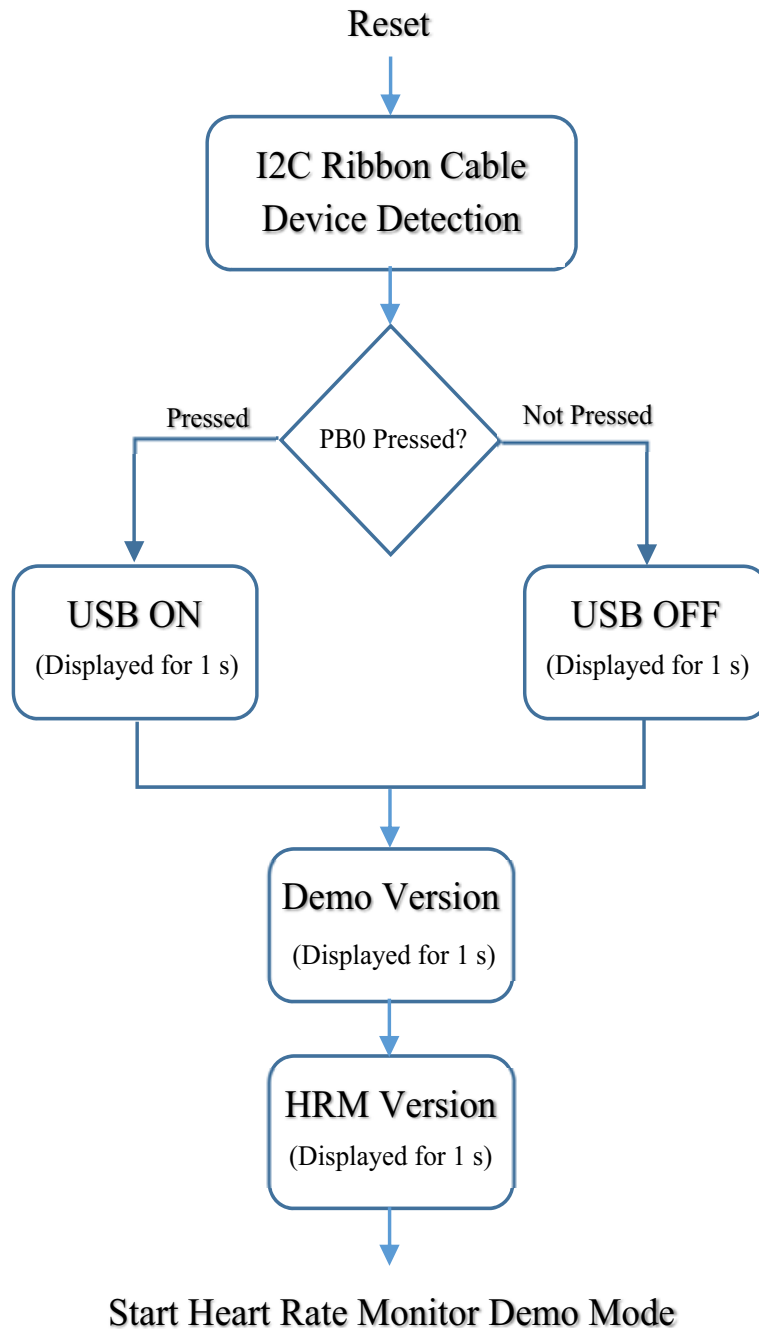 Reset
I2C Ribbon Cable
Device Detection
Pressed
Not Pressed
PB0 Pressed?
USB ON
(Displayed for 1 s)
USB OFF
(Displayed for 1 s)
Demo Version
(Displayed for 1 s)
HRM Version
(Displayed for 1 s)
Start Heart Rate Monitor Demo Mode